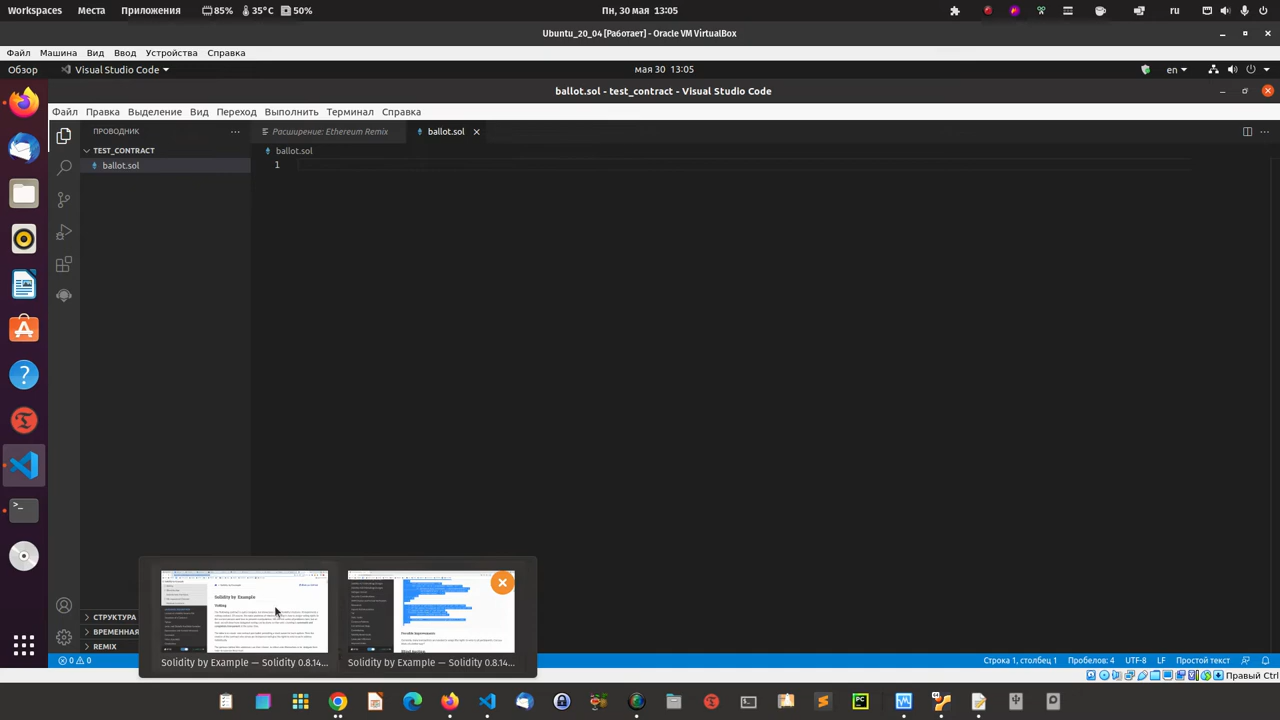 Workspaces Места Приложения 85% 35°C 50% Пн, 30 мая 13:05 ru
Ubuntu_20_04 [Работает] - Oracle VM VirtualBox
Файл Машина Вид Ввод Устройства Справка
Обзор Visual Studio Code мая 30 13:05 en
ballot.sol - test_contract - Visual Studio Code
Файл Правка Выделение Вид Переход Выполнить Терминал Справка
ПРОВОДНИК Расширение: Ethereum Remix ballot.sol
TEST_CONTRACT ballot.sol
ballot.sol 1
Solidity by Example
Voting
СТРУКТУРА
ВРЕМЕННАЯ
REMIX
Solidity by Example — Solidity 0.8.14... Solidity by Example — Solidity 0.8.14...
0 0 Строка 1, столбец 1 Пробелов: 4 UTF-8 LF Простой текст
Правый Ctrl